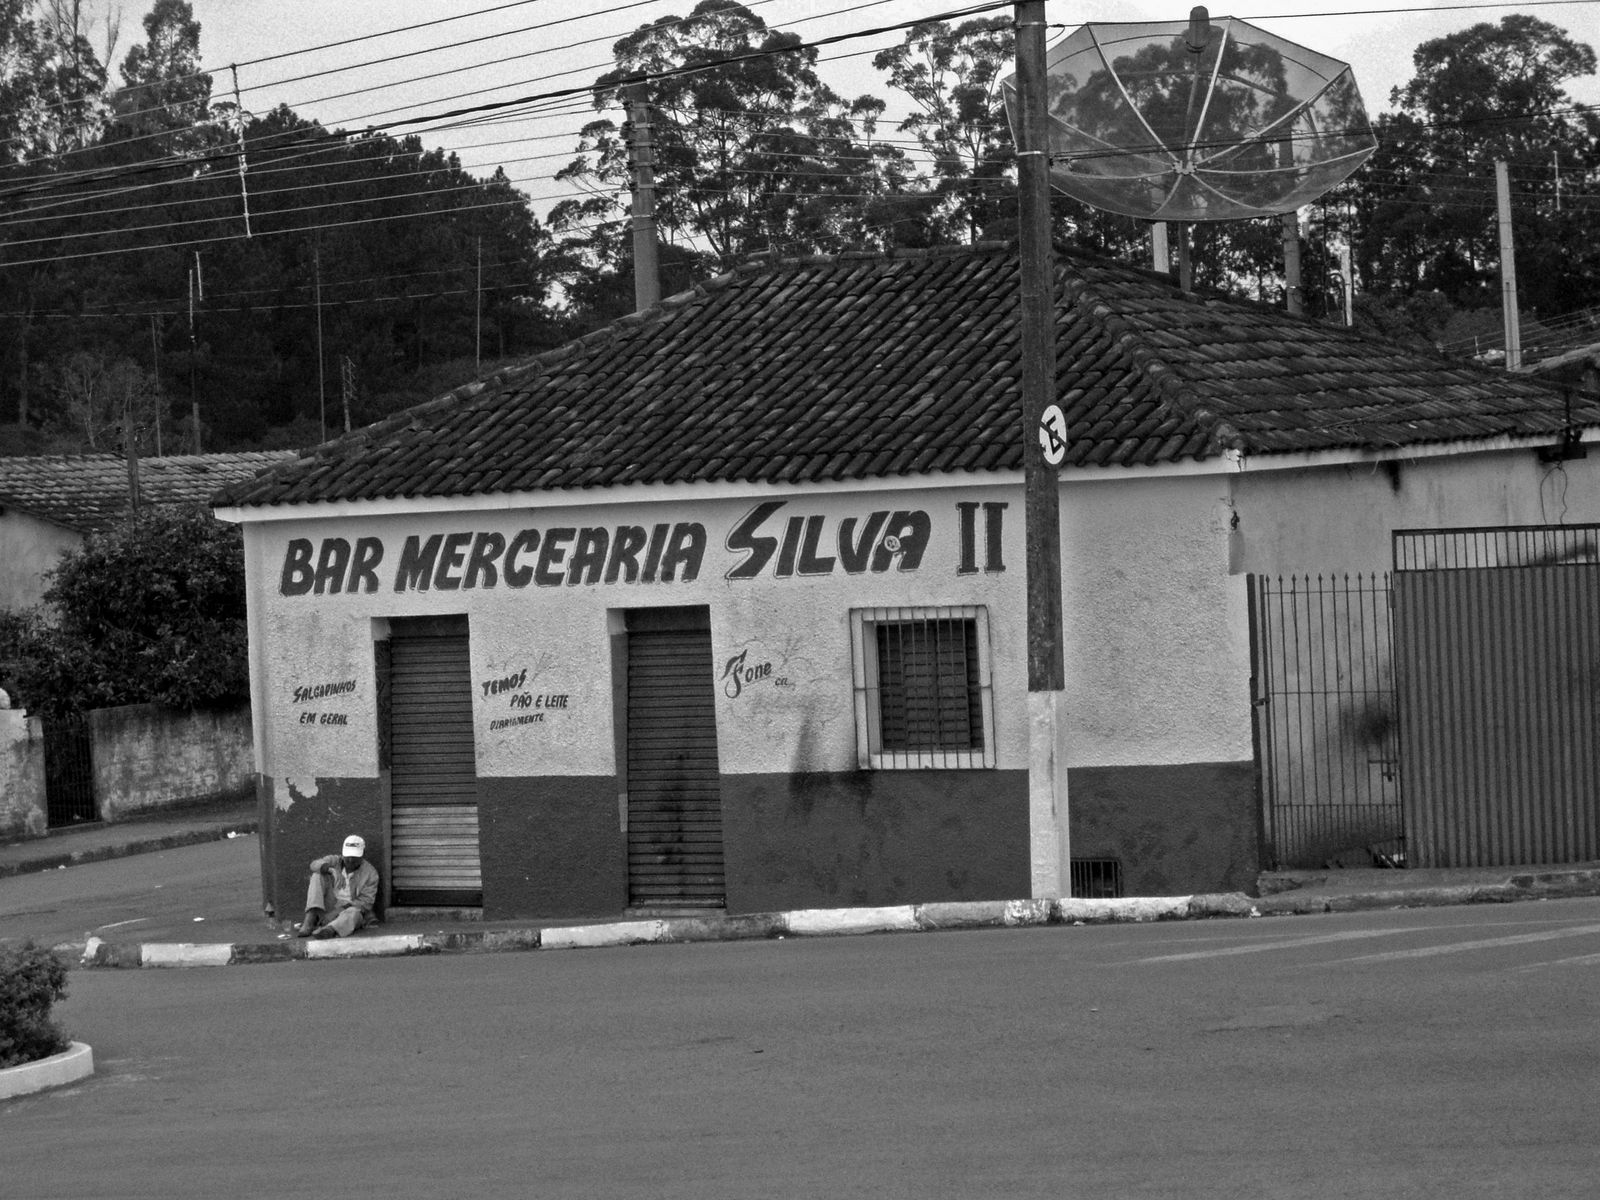 BAR MERCEARIA SILVA II
SALGADINHOS
EM GERAL
TEMOS
PÃO E LEITE
DIARIAMENTE
Fone
E